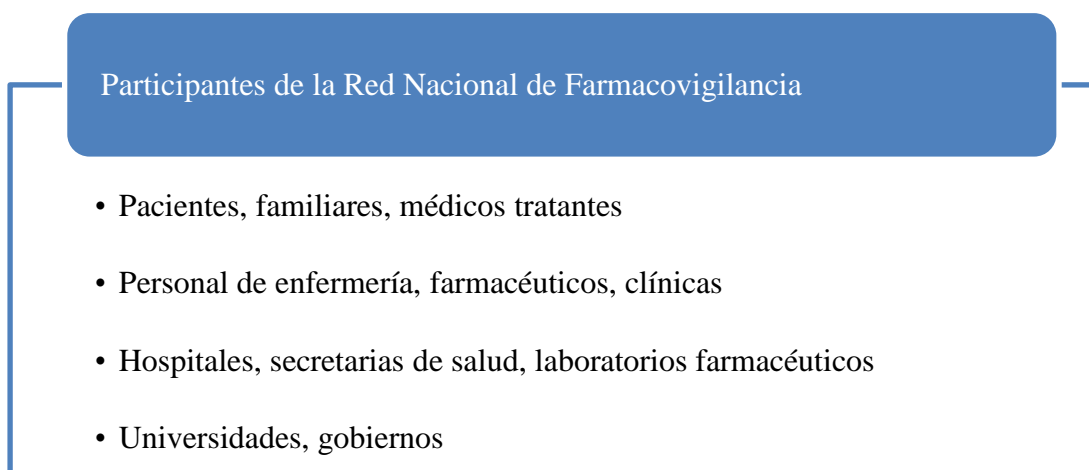 Participantes de la Red Nacional de Farmacovigilancia
• Pacientes, familiares, médicos tratantes
• Personal de enfermería, farmacéuticos, clínicas
• Hospitales, secretarias de salud, laboratorios farmacéuticos
• Universidades, gobiernos